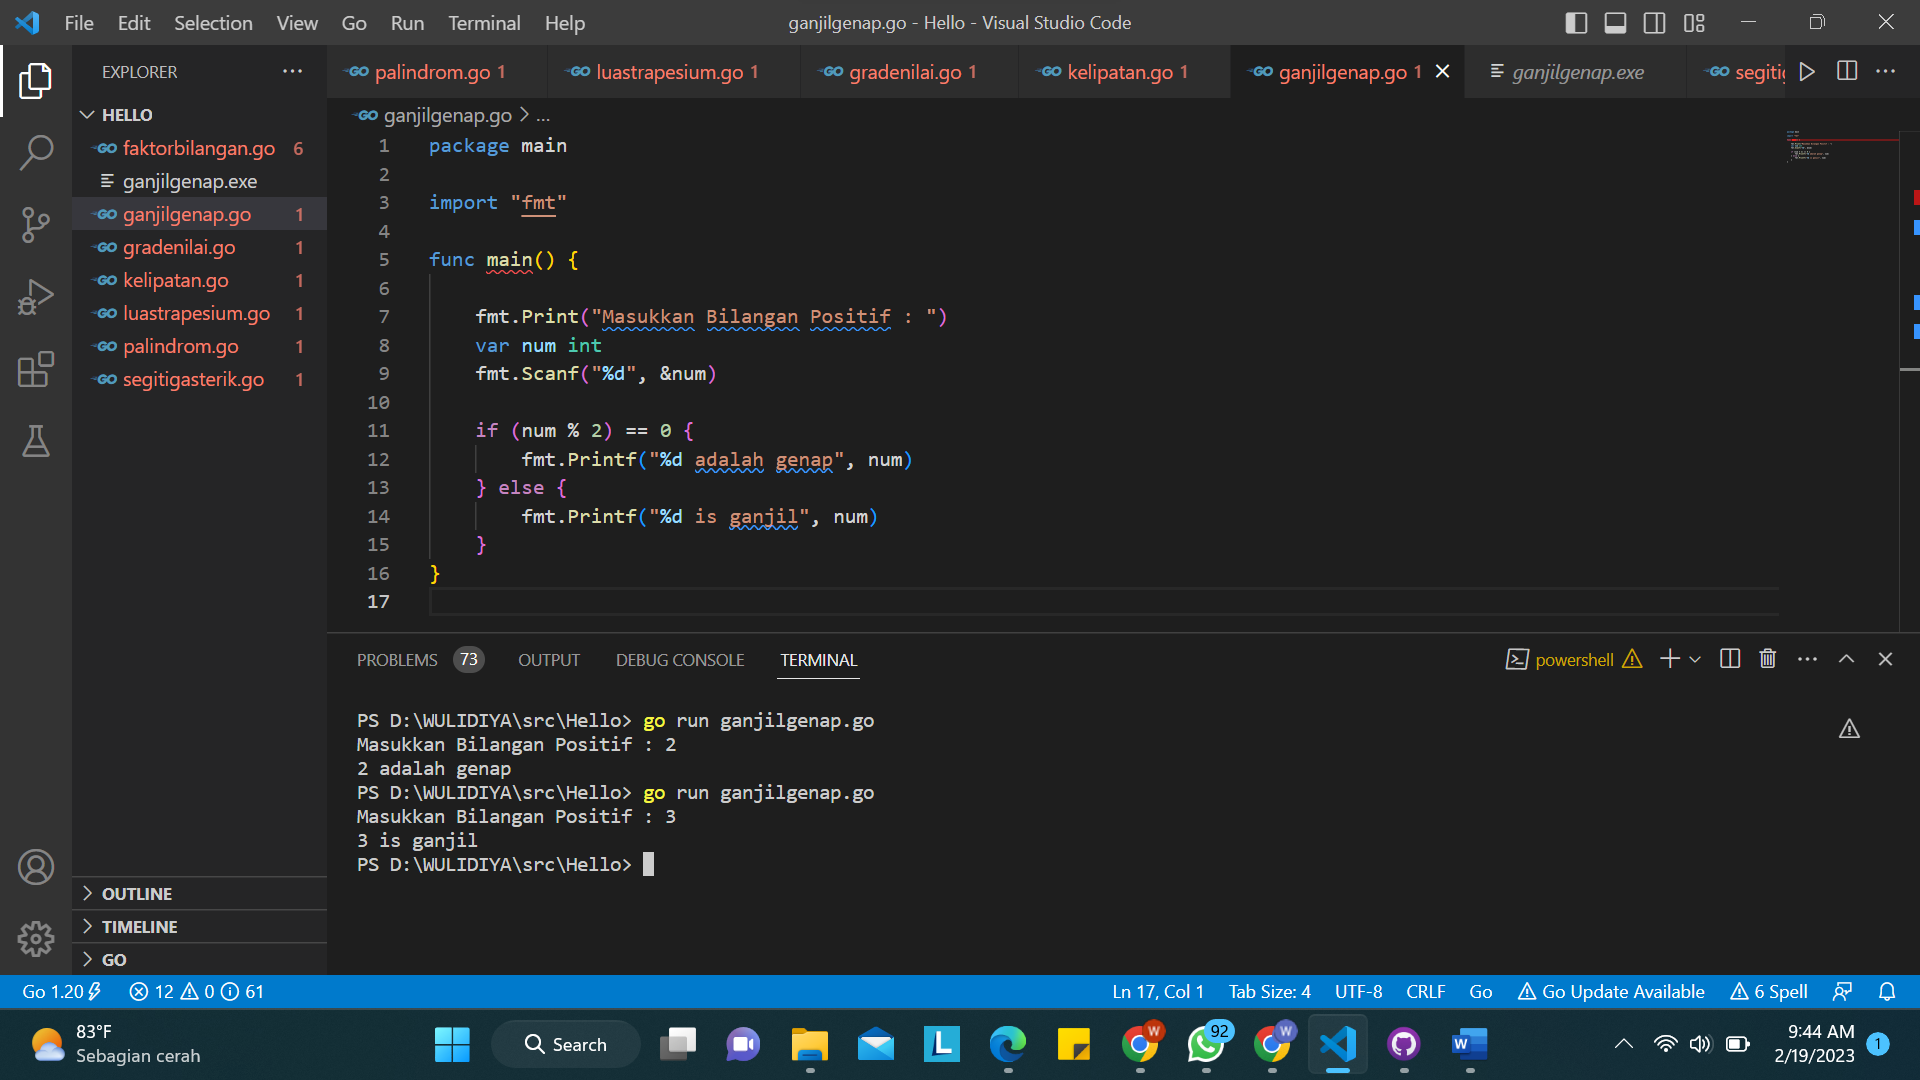 File Edit Selection View Go Run Terminal Help
ganjilgenap.go - Hello - Visual Studio Code
EXPLORER
HELLO
faktorbilangan.go 6
ganjilgenap.exe
ganjilgenap.go 1
gradenilai.go 1
kelipatan.go 1
luastrapesium.go 1
palindrom.go 1
segitigasterik.go 1
OUTLINE
TIMELINE
GO
palindrom.go 1 luastrapesium.go 1 gradenilai.go 1 kelipatan.go 1 ganjilgenap.go 1 ganjilgenap.exe segitig
ganjilgenap.go > ...
1 package main
2
3 import "fmt"
4
5 func main() {
6
7 fmt.Print("Masukkan Bilangan Positif : ")
8 var num int
9 fmt.Scanf("%d", &num)
10
11 if (num % 2) == 0 {
12 fmt.Printf("%d adalah genap", num)
13 } else {
14 fmt.Printf("%d is ganjil", num)
15 }
16 }
17
PROBLEMS 73 OUTPUT DEBUG CONSOLE TERMINAL
powershell
PS D:\WULIDIYA\src\Hello> go run ganjilgenap.go
Masukkan Bilangan Positif : 2
2 adalah genap
PS D:\WULIDIYA\src\Hello> go run ganjilgenap.go
Masukkan Bilangan Positif : 3
3 is ganjil
PS D:\WULIDIYA\src\Hello>
Go 1.20 12 0 61
Ln 17, Col 1 Tab Size: 4 UTF-8 CRLF Go Go Update Available 6 Spell
83°F
Sebagian cerah
Search
L
W
92
W
W
9:44 AM
2/19/2023
1